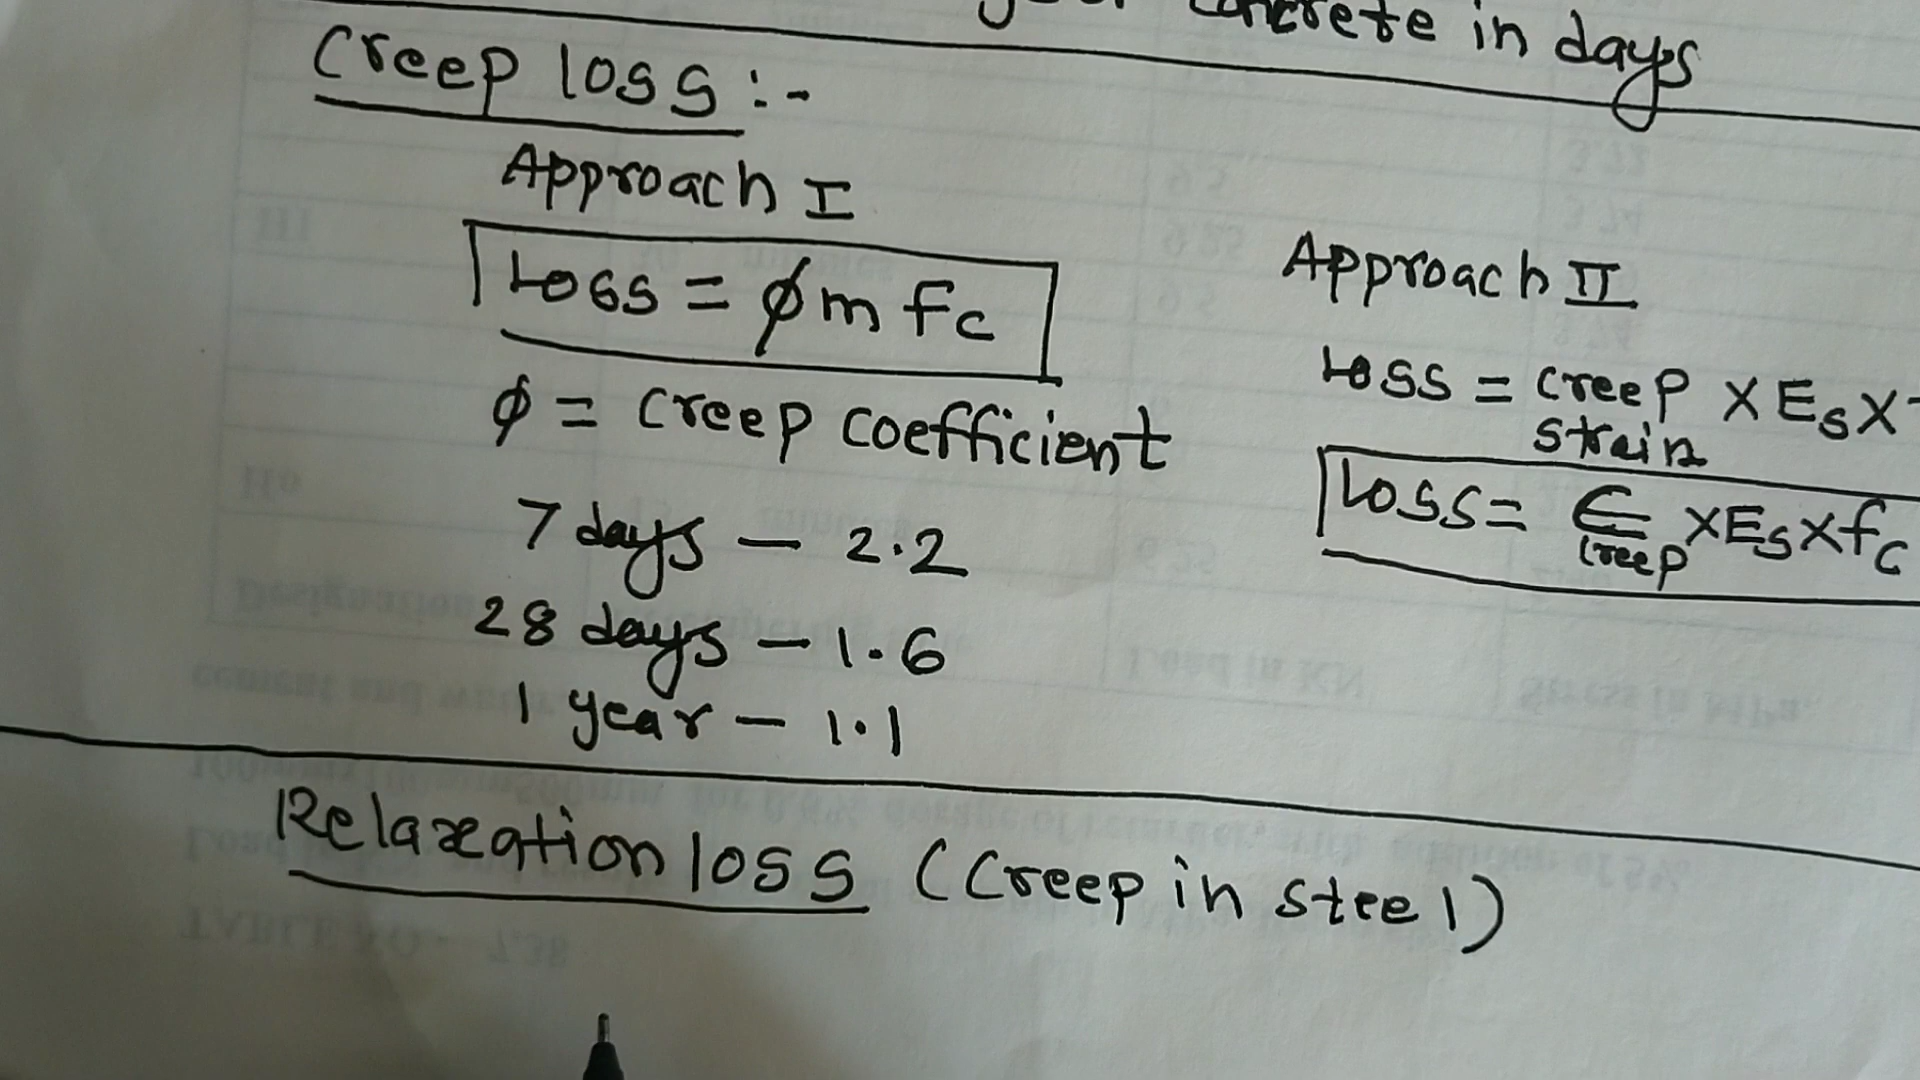 concrete in days
Creep loss :-
Approach I
Loss = ϕ m fc
ϕ = creep coefficient
7 days — 2.2
28 days — 1.6
1 year — 1.1
Approach II
Loss = creep strain X Es X
Loss = ∈creep X Es X fc
Relaxation loss (Creep in steel)